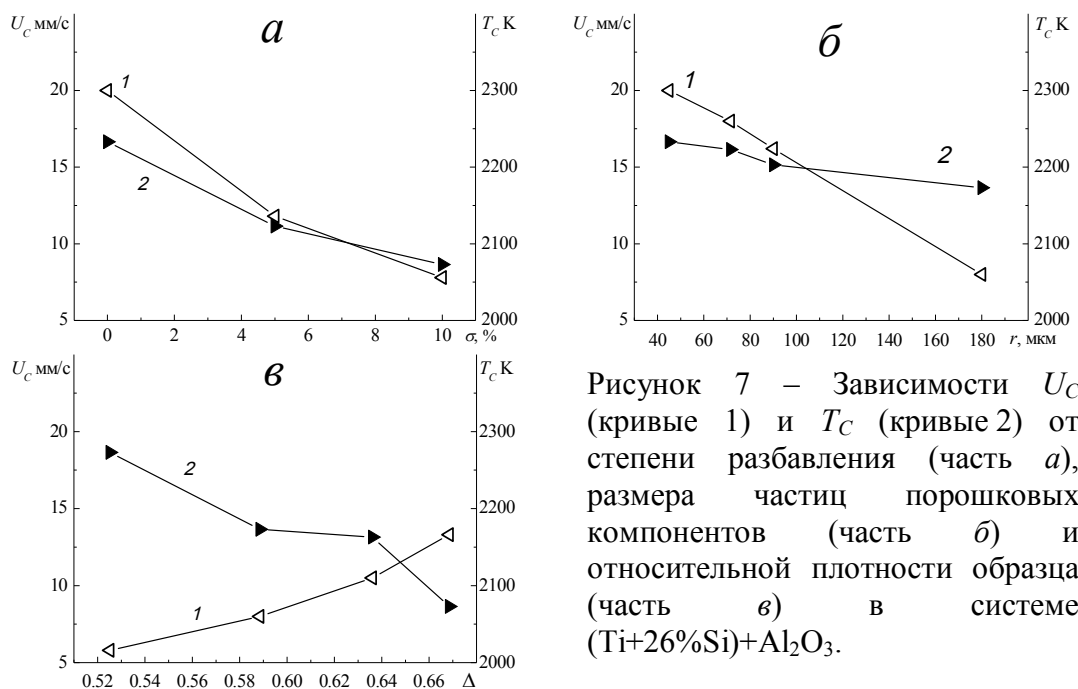 U_C мм/с
а
T_C К
1
2
20
15
10
5
2300
2200
2100
2000
0 2 4 6 8 10 σ, %
U_C мм/с
б
T_C К
1
2
20
15
10
5
2300
2200
2100
2000
40 60 80 100 120 140 160 180 r, мкм
U_C мм/с
в
T_C К
2
1
20
15
10
5
2300
2200
2100
2000
0.52 0.54 0.56 0.58 0.60 0.62 0.64 0.66 Δ
Рисунок 7 – Зависимости U_C
(кривые 1) и T_C (кривые 2) от
степени разбавления (часть а),
размера частиц порошковых
компонентов (часть б) и
относительной плотности образца
(часть в) в системе
(Ti+26%Si)+Al₂O₃.